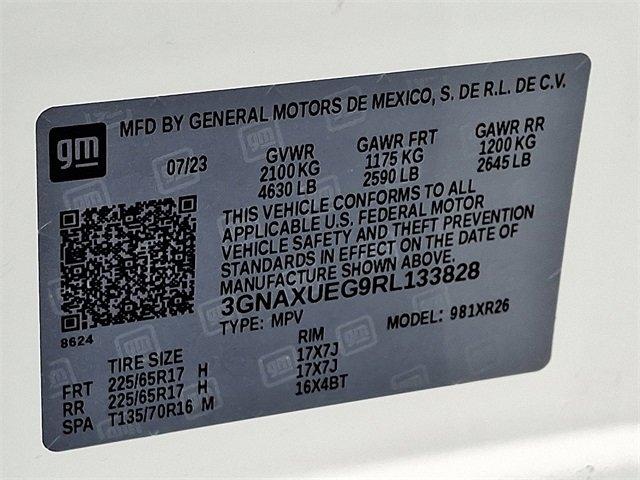 gm
MFD BY GENERAL MOTORS DE MEXICO, S. DE R.L. DE C.V.
07/23
GVWR GAWR FRT GAWR RR
2100 KG 1175 KG 1200 KG
4630 LB 2590 LB 2645 LB
THIS VEHICLE CONFORMS TO ALL
APPLICABLE U.S. FEDERAL MOTOR
VEHICLE SAFETY AND THEFT PREVENTION
STANDARDS IN EFFECT ON THE DATE OF
MANUFACTURE SHOWN ABOVE.
3GNAXUEG9RL133828
TYPE: MPV MODEL: 981XR26
8624
TIRE SIZE RIM
FRT 225/65R17 H 17X7J
RR 225/65R17 H 17X7J
SPA T135/70R16 M 16X4BT